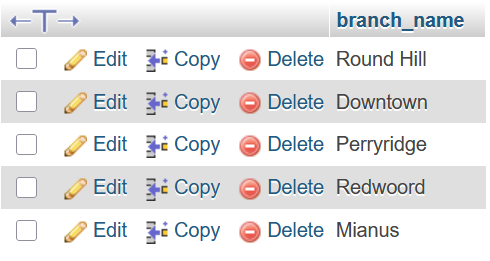 branch_name
Edit Copy Delete Round Hill
Edit Copy Delete Downtown
Edit Copy Delete Perryridge
Edit Copy Delete Redwoord
Edit Copy Delete Mianus